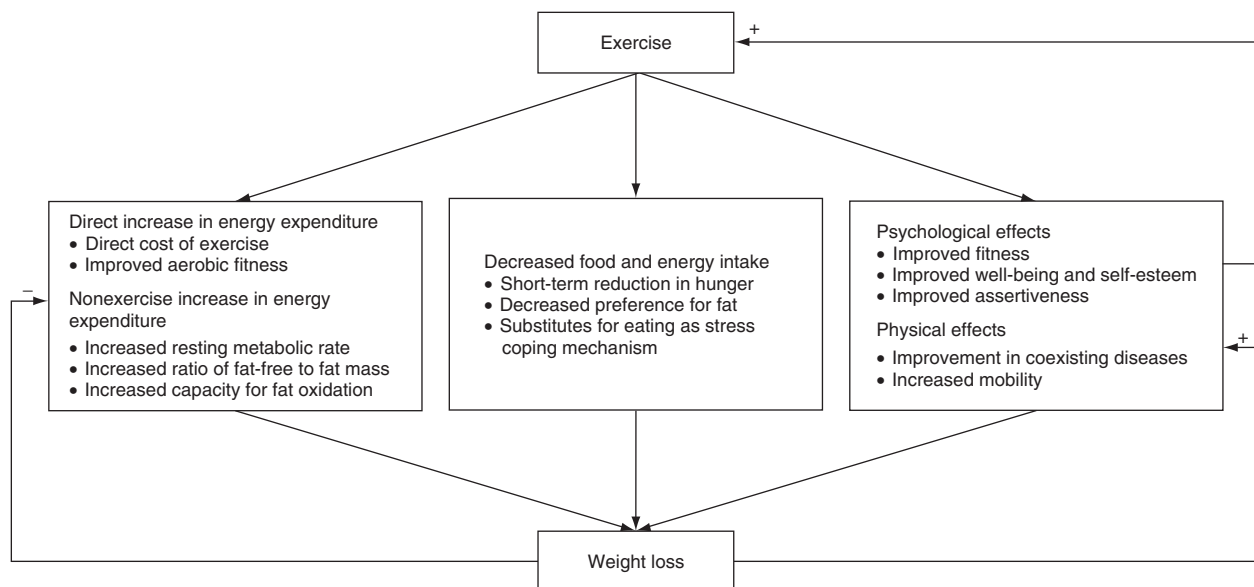 Exercise
+
Direct increase in energy expenditure
• Direct cost of exercise
• Improved aerobic fitness
Nonexercise increase in energy
expenditure
• Increased resting metabolic rate
• Increased ratio of fat-free to fat mass
• Increased capacity for fat oxidation
–
Decreased food and energy intake
• Short-term reduction in hunger
• Decreased preference for fat
• Substitutes for eating as stress
coping mechanism
Psychological effects
• Improved fitness
• Improved well-being and self-esteem
• Improved assertiveness
Physical effects
• Improvement in coexisting diseases
• Increased mobility
+
Weight loss